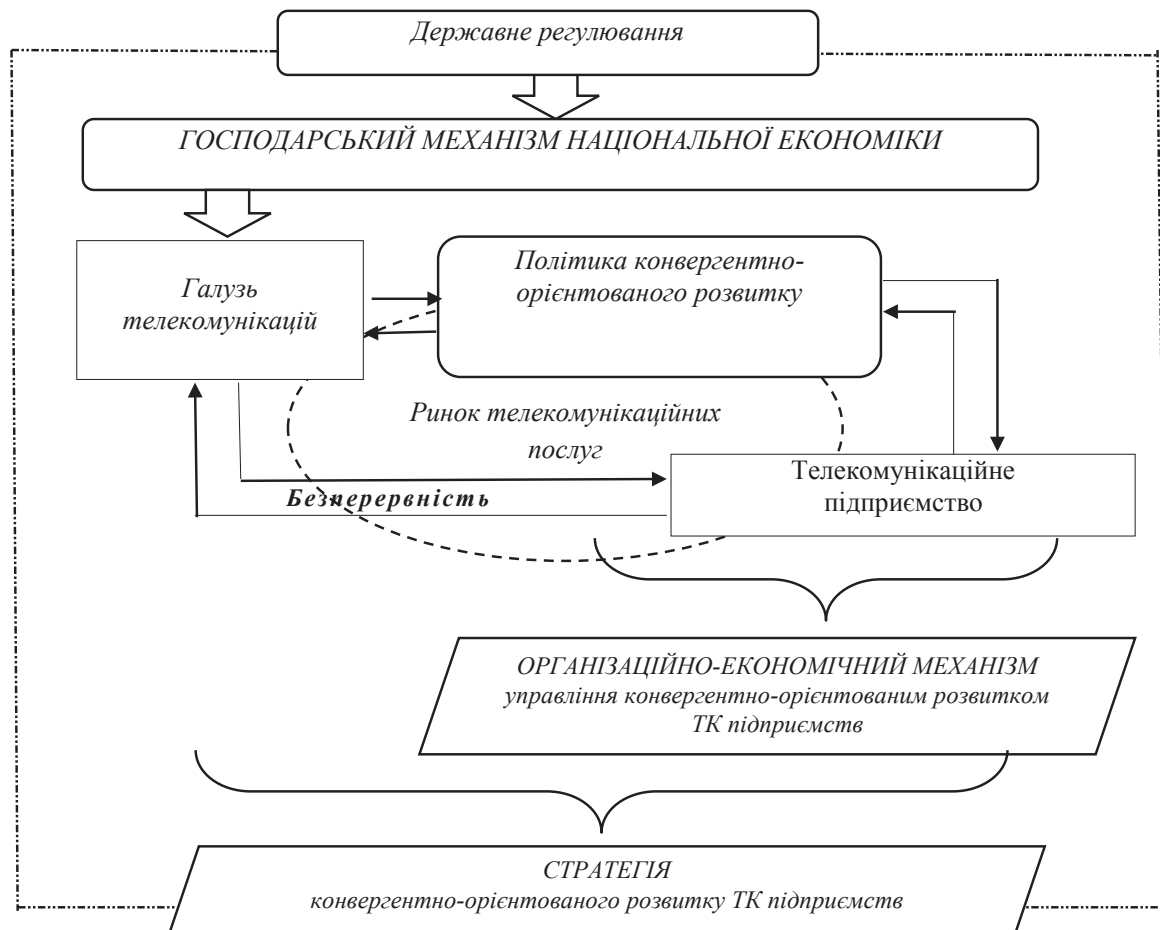 Державне регулювання
ГОСПОДАРСЬКИЙ МЕХАНІЗМ НАЦІОНАЛЬНОЇ ЕКОНОМІКИ
Галузь
телекомунікацій
Політика конвергентно-
орієнтованого розвитку
Ринок телекомунікаційних
послуг
Безперервність
Телекомунікаційне
підприємство
ОРГАНІЗАЦІЙНО-ЕКОНОМІЧНИЙ МЕХАНІЗМ
управління конвергентно-орієнтованим розвитком
ТК підприємств
СТРАТЕГІЯ
конвергентно-орієнтованого розвитку ТК підприємств